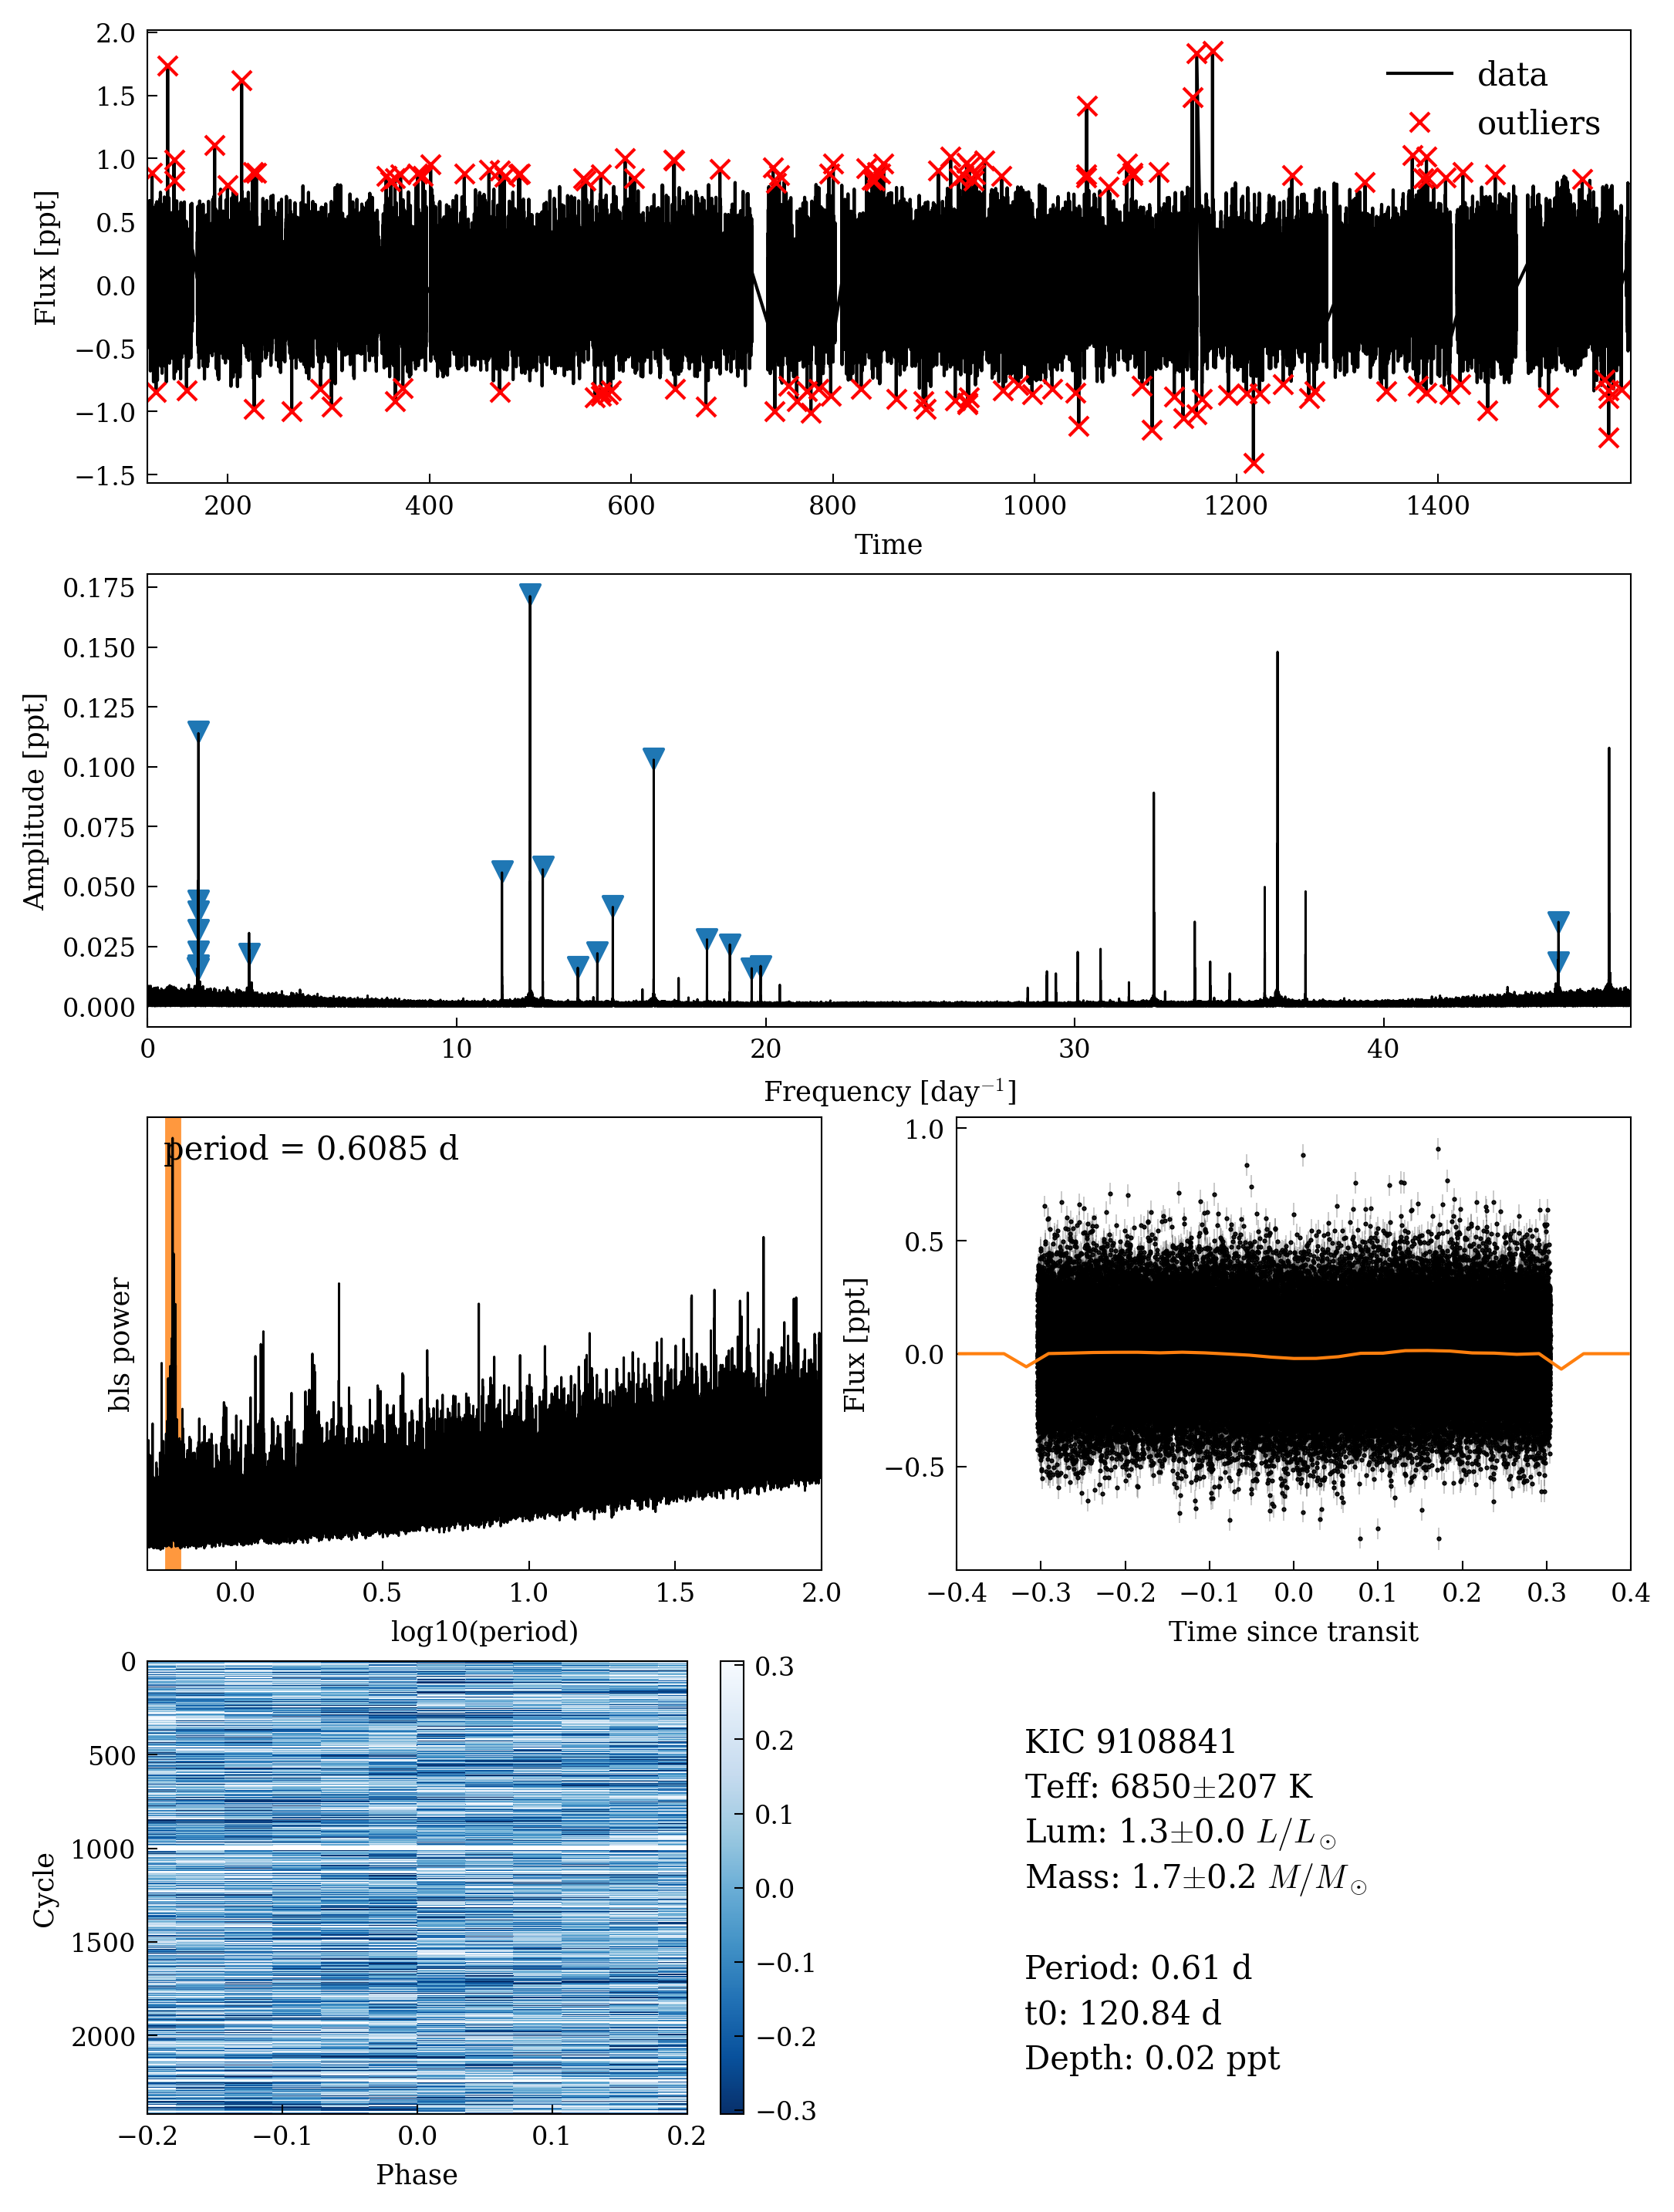 2.0
1.5
1.0
0.5
0.0
−0.5
−1.0
−1.5
Flux [ppt]
data
outliers
200 400 600 800 1000 1200 1400
Time
0.175
0.150
0.125
0.100
0.075
0.050
0.025
0.000
Amplitude [ppt]
0 10 20 30 40
Frequency [day⁻¹]
period = 0.6085 d
bls power
0.0 0.5 1.0 1.5 2.0
log10(period)
1.0
0.5
0.0
−0.5
Flux [ppt]
−0.4 −0.3 −0.2 −0.1 0.0 0.1 0.2 0.3 0.4
Time since transit
0
500
1000
1500
2000
Cycle
−0.2 −0.1 0.0 0.1 0.2
Phase
0.3
0.2
0.1
0.0
−0.1
−0.2
−0.3
KIC 9108841
Teff: 6850±207 K
Lum: 1.3±0.0 L/L⊙
Mass: 1.7±0.2 M/M⊙
Period: 0.61 d
t0: 120.84 d
Depth: 0.02 ppt